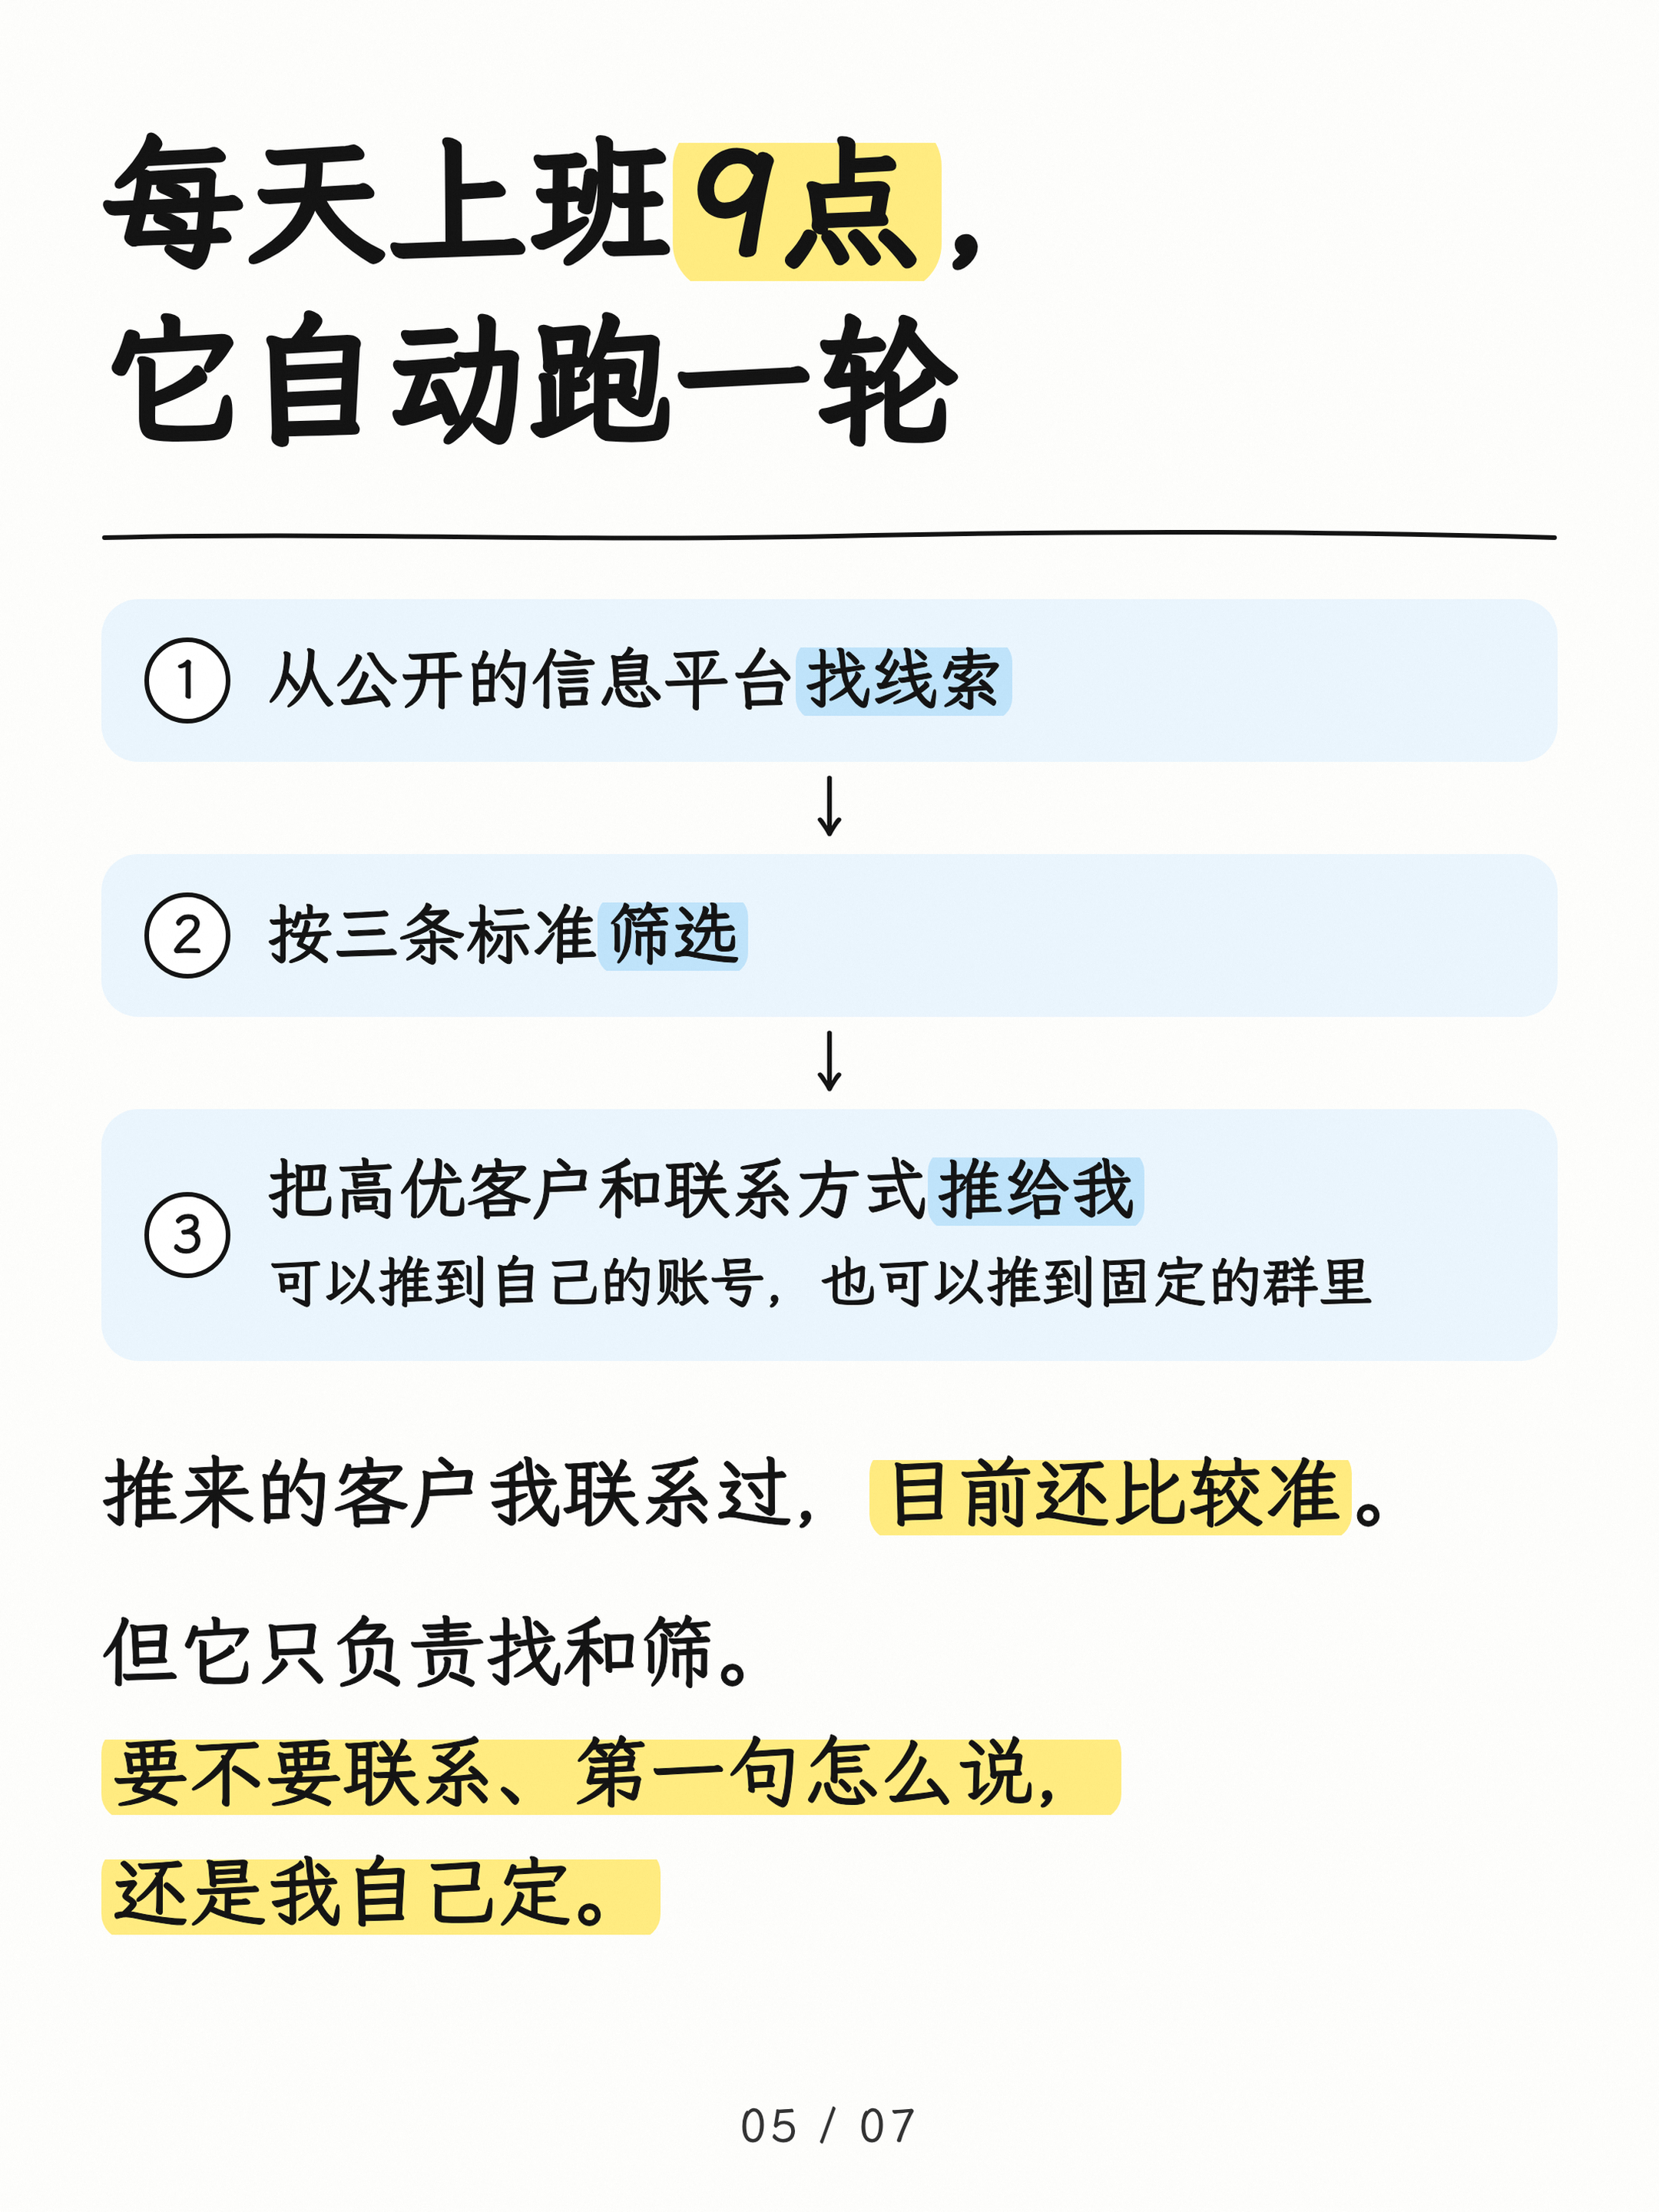 每天上班9点，
它自动跑一轮
① 从公开的信息平台找线索
↓
② 按三条标准筛选
↓
③ 把高优客户和联系方式推给我
可以推到自己的账号，也可以推到固定的群里
推来的客户我联系过，目前还比较准。
但它只负责找和筛。
要不要联系、第一句怎么说，
还是我自己定。
05 / 07